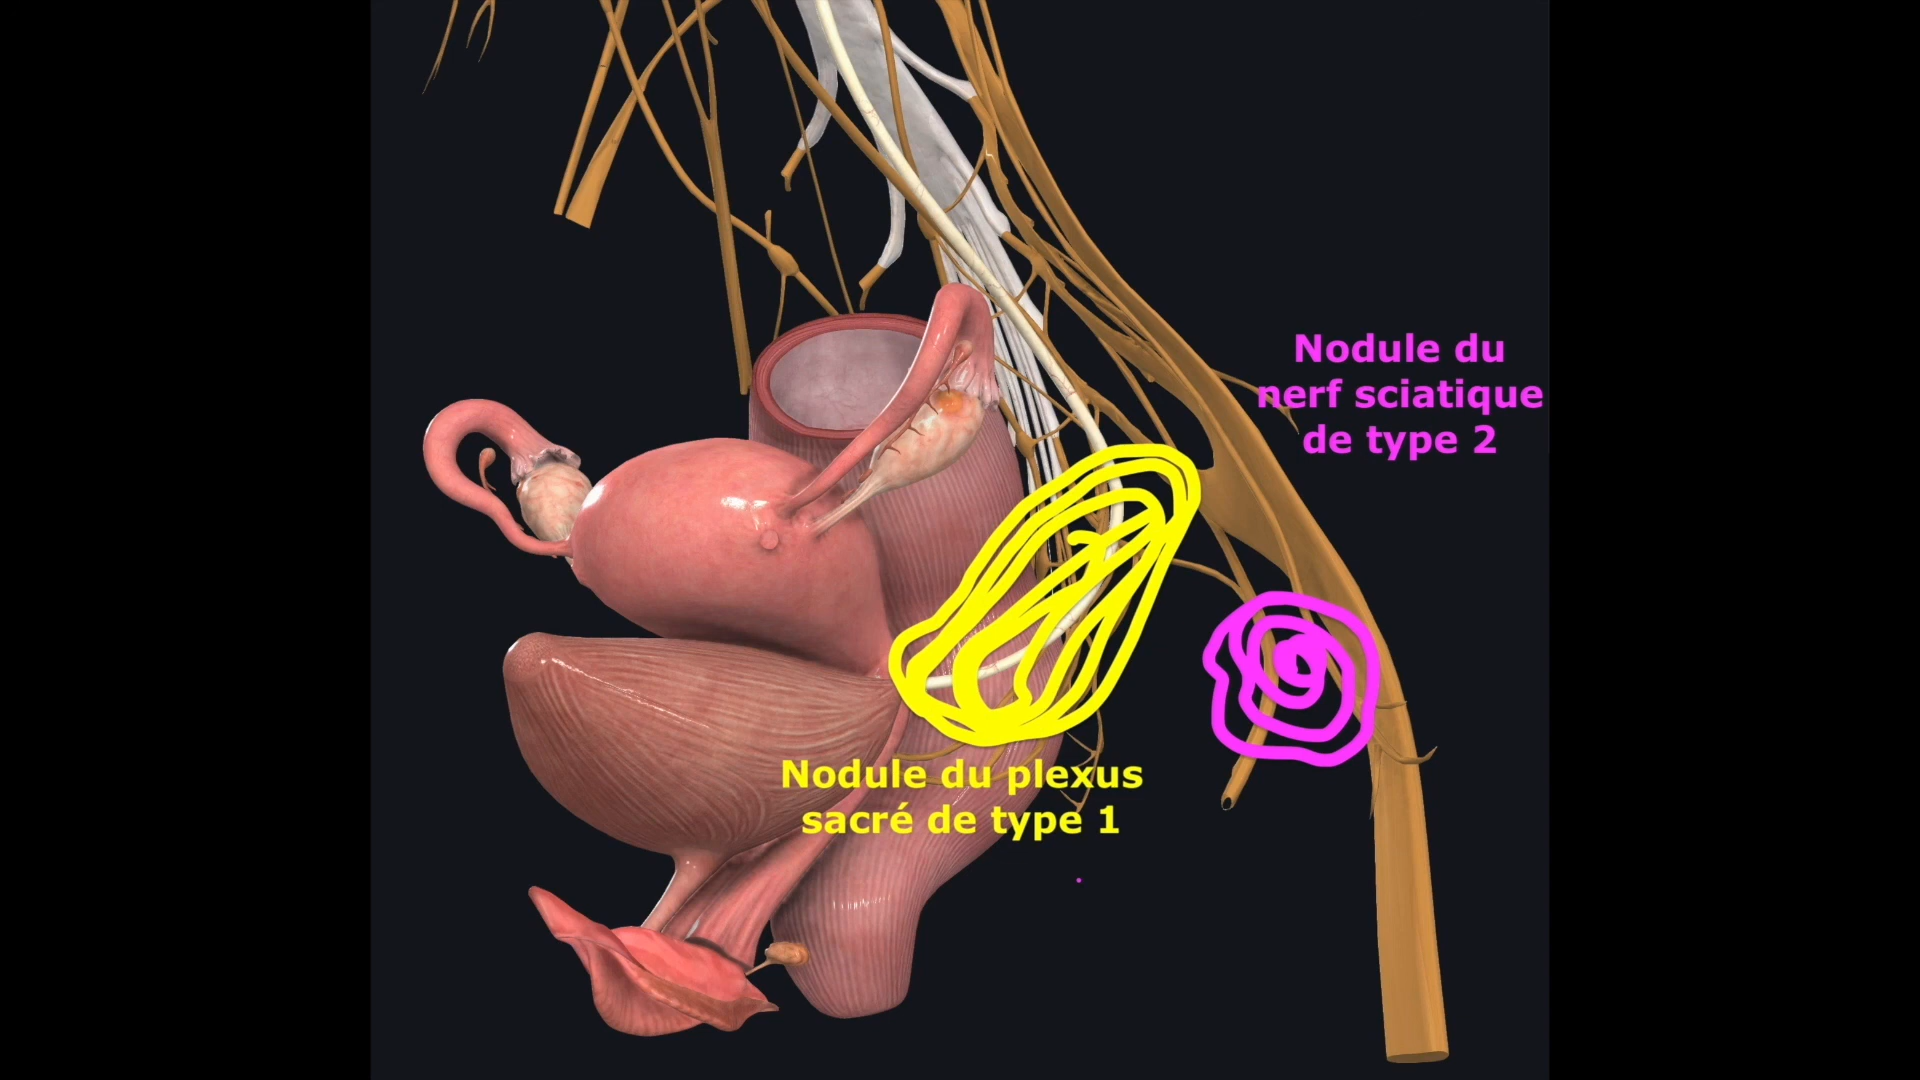 Nodule du
nerf sciatique
de type 2
Nodule du plexus
sacré de type 1